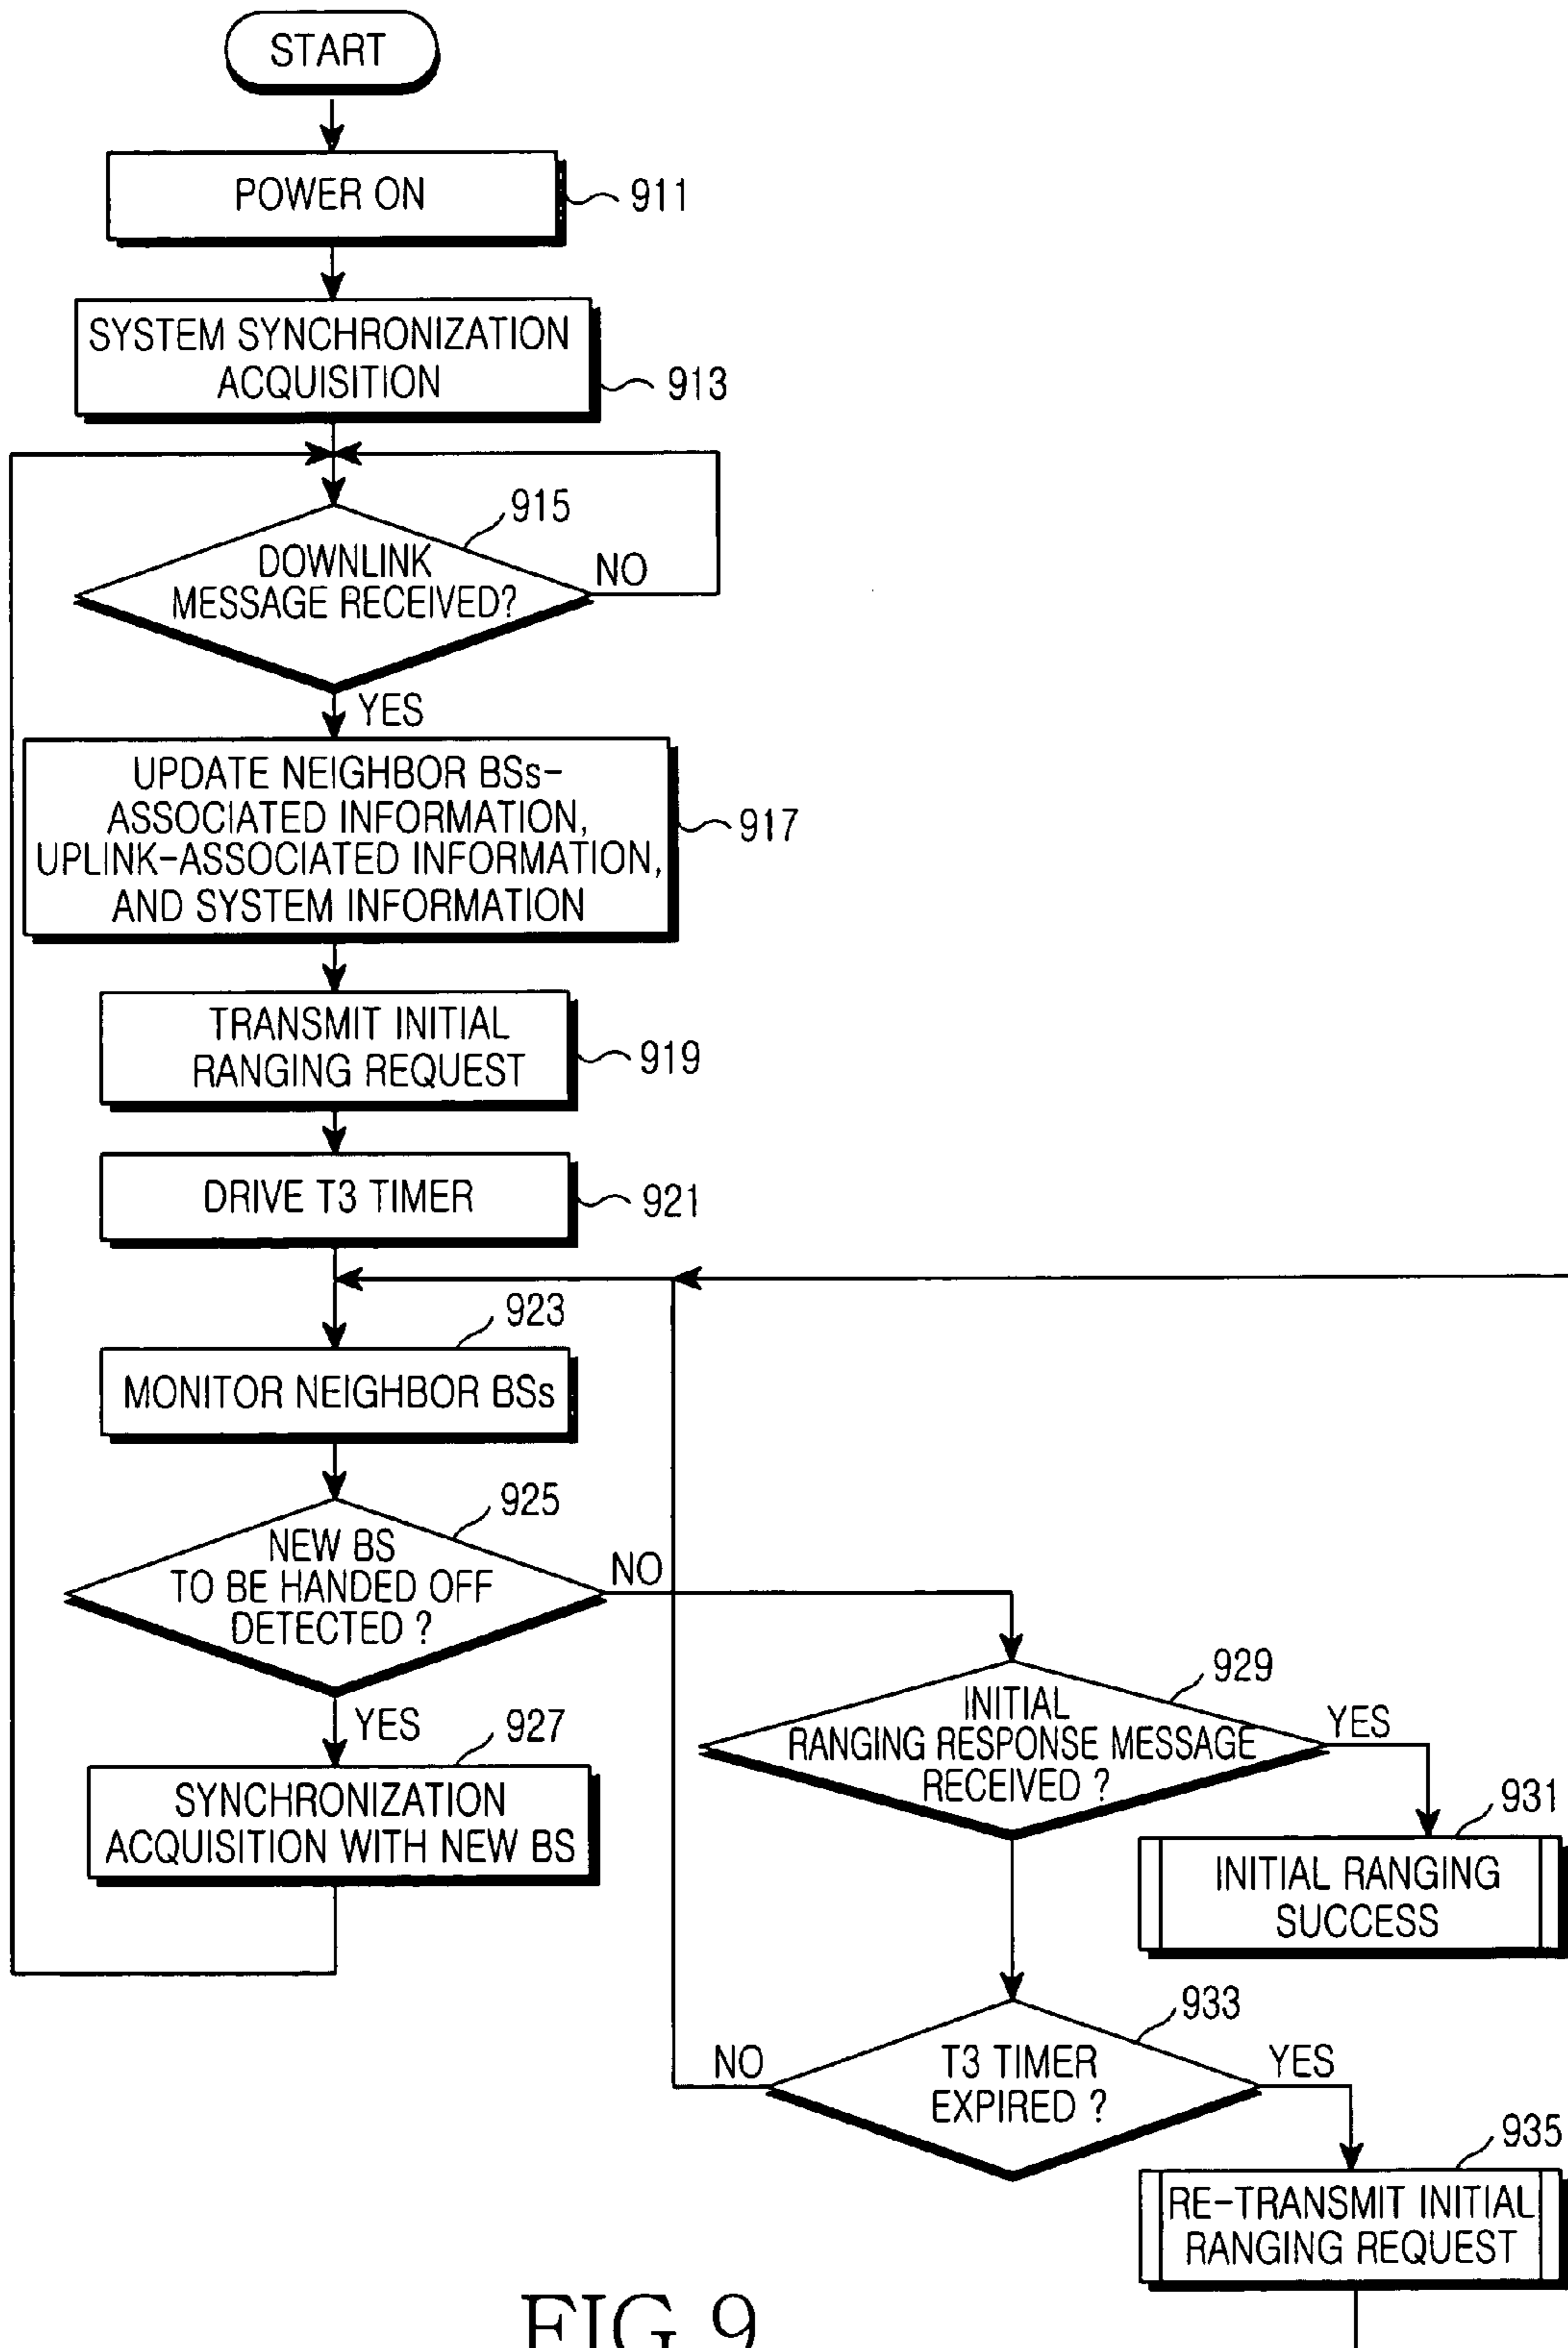 START
POWER ON
911
SYSTEM SYNCHRONIZATION
ACQUISITION
913
915
DOWNLINK
MESSAGE RECEIVED?
NO
YES
UPDATE NEIGHBOR BSs-
ASSOCIATED INFORMATION,
UPLINK-ASSOCIATED INFORMATION,
AND SYSTEM INFORMATION
917
TRANSMIT INITIAL
RANGING REQUEST
919
DRIVE T3 TIMER
921
923
MONITOR NEIGHBOR BSs
925
NEW BS
TO BE HANDED OFF
DETECTED ?
NO
YES
927
SYNCHRONIZATION
ACQUISITION WITH NEW BS
929
INITIAL
RANGING RESPONSE MESSAGE
RECEIVED ?
YES
931
INITIAL RANGING
SUCCESS
933
T3 TIMER
EXPIRED ?
NO
YES
935
RE-TRANSMIT INITIAL
RANGING REQUEST
FIG.9